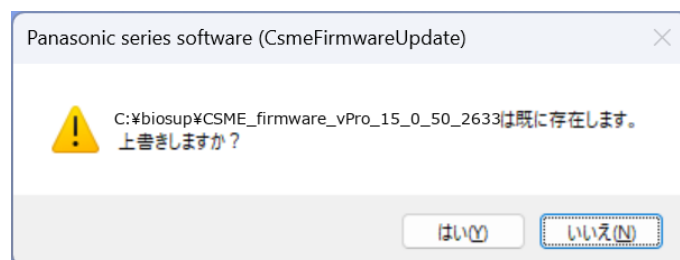 Panasonic series software (CsmeFirmwareUpdate)
C:¥biosup¥CSME_firmware_vPro_15_0_50_2633は既に存在します。
上書きしますか？
はい(Y)
いいえ(N)